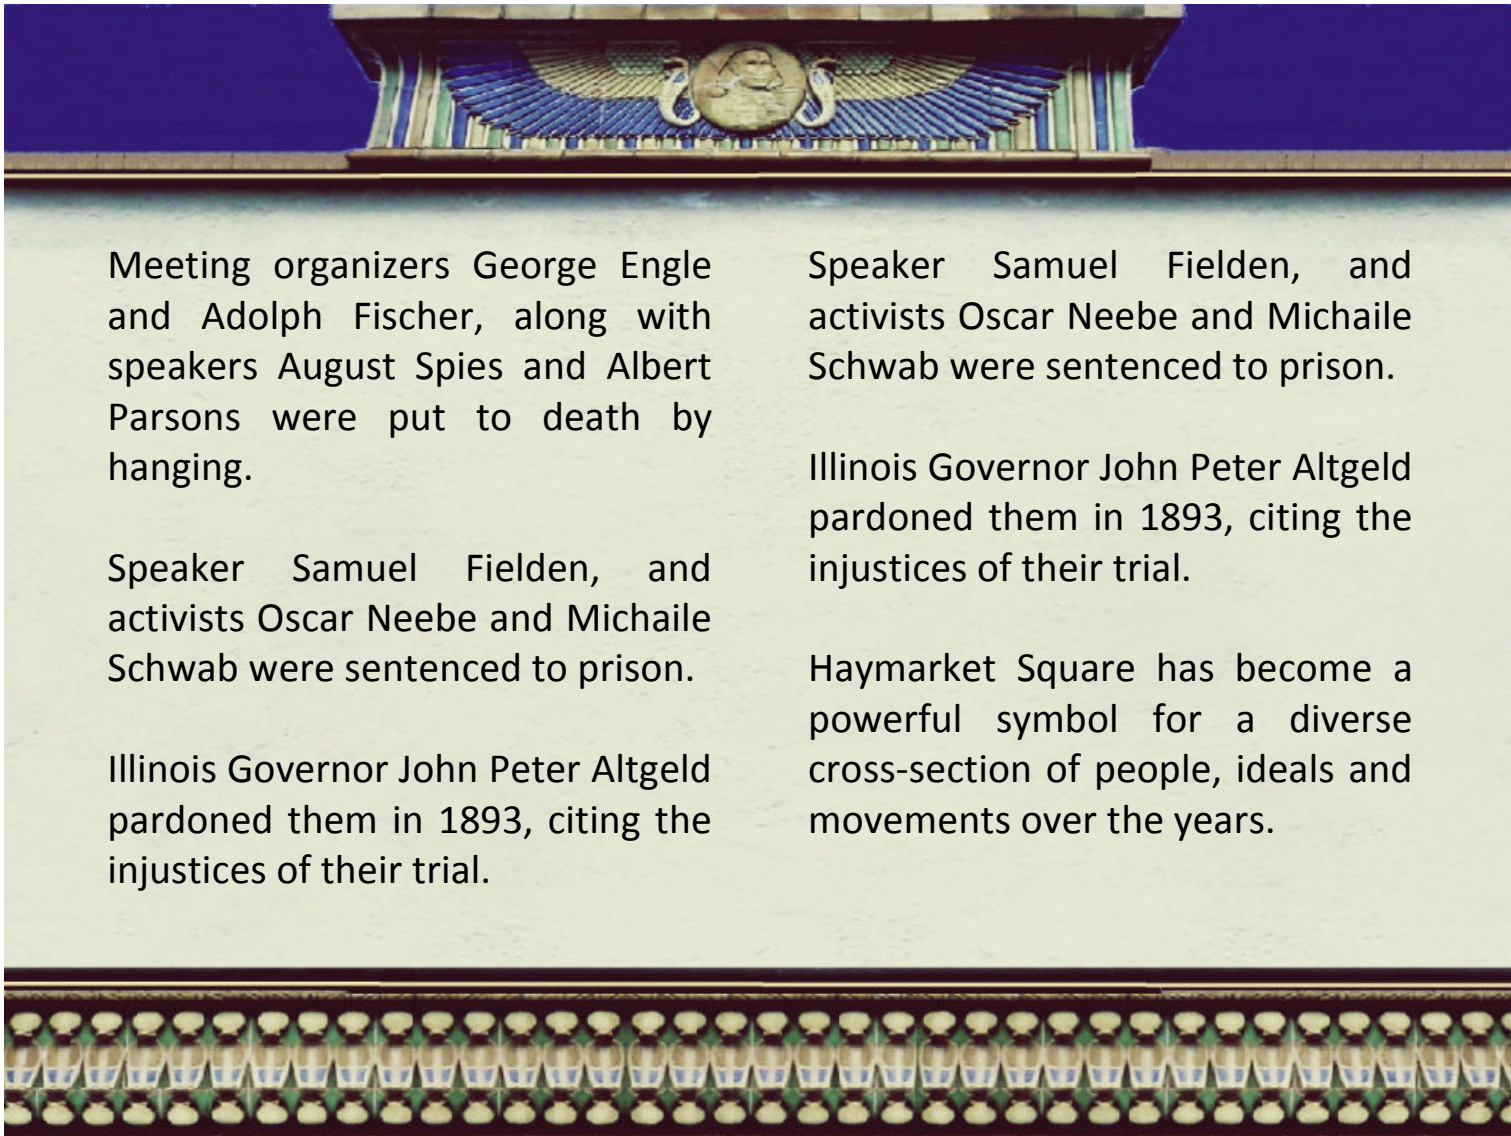 Meeting organizers George Engle
and Adolph Fischer, along with
speakers August Spies and Albert
Parsons were put to death by
hanging.
Speaker Samuel Fielden, and
activists Oscar Neebe and Michaile
Schwab were sentenced to prison.
Illinois Governor John Peter Altgeld
pardoned them in 1893, citing the
injustices of their trial.
Speaker Samuel Fielden, and
activists Oscar Neebe and Michaile
Schwab were sentenced to prison.
Illinois Governor John Peter Altgeld
pardoned them in 1893, citing the
injustices of their trial.
Haymarket Square has become a
powerful symbol for a diverse
cross-section of people, ideals and
movements over the years.